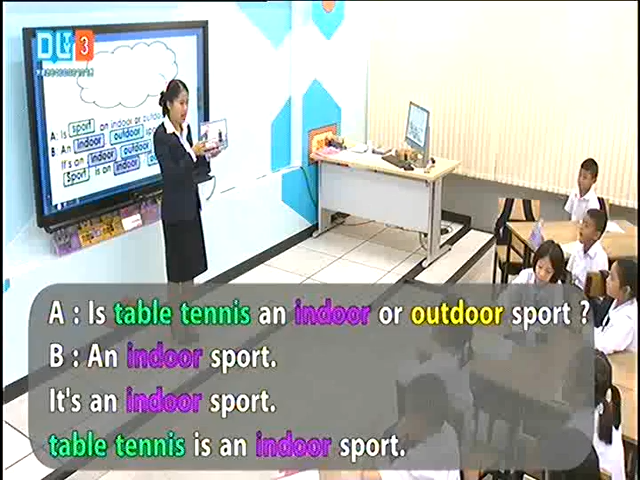 DLTV 3
A: Is sport an indoor or outdoor
B: An indoor outdoor
It's an indoor outdoor
Sport is an indoor
A : Is table tennis an indoor or outdoor sport ?
B : An indoor sport.
It's an indoor sport.
table tennis is an indoor sport.